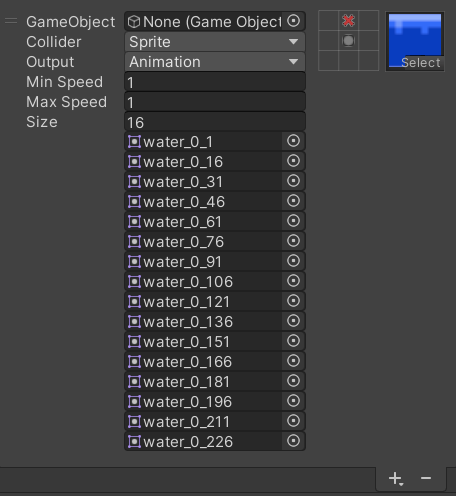 GameObject None (Game Object
Collider Sprite
Output Animation
Select
Min Speed 1
Max Speed 1
Size 16
water_0_1
water_0_16
water_0_31
water_0_46
water_0_61
water_0_76
water_0_91
water_0_106
water_0_121
water_0_136
water_0_151
water_0_166
water_0_181
water_0_196
water_0_211
water_0_226